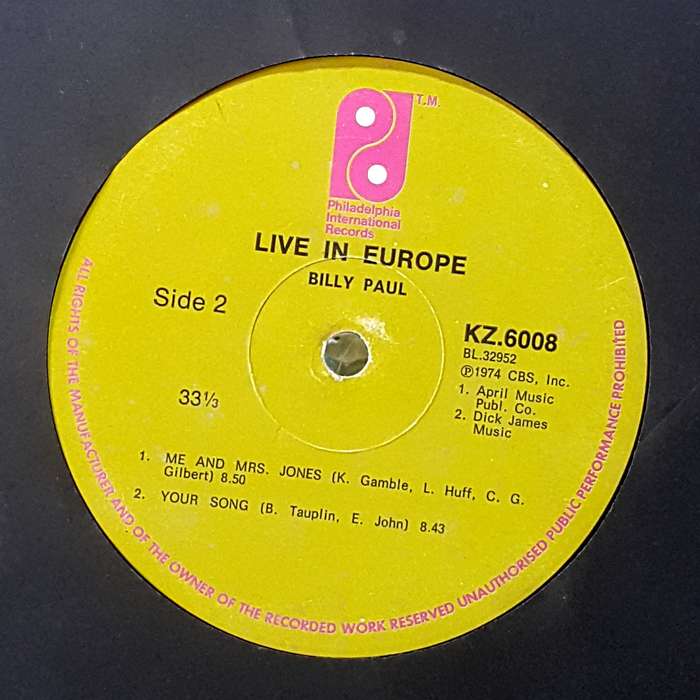 T.M.
Philadelphia
International
Records
LIVE IN EUROPE
BILLY PAUL
Side 2
KZ.6008
BL.32952
Ⓟ1974 CBS, Inc.
33⅓
1. April Music
Publ. Co.
2. Dick James
Music
1. ME AND MRS. JONES (K. Gamble, L. Huff, C. G.
Gilbert) 8.50
2. YOUR SONG (B. Tauplin, E. John) 8.43
ALL RIGHTS OF THE MANUFACTURER AND OF THE OWNER OF THE RECORDED WORK RESERVED UNAUTHORISED PUBLIC PERFORMANCE PROHIBITED